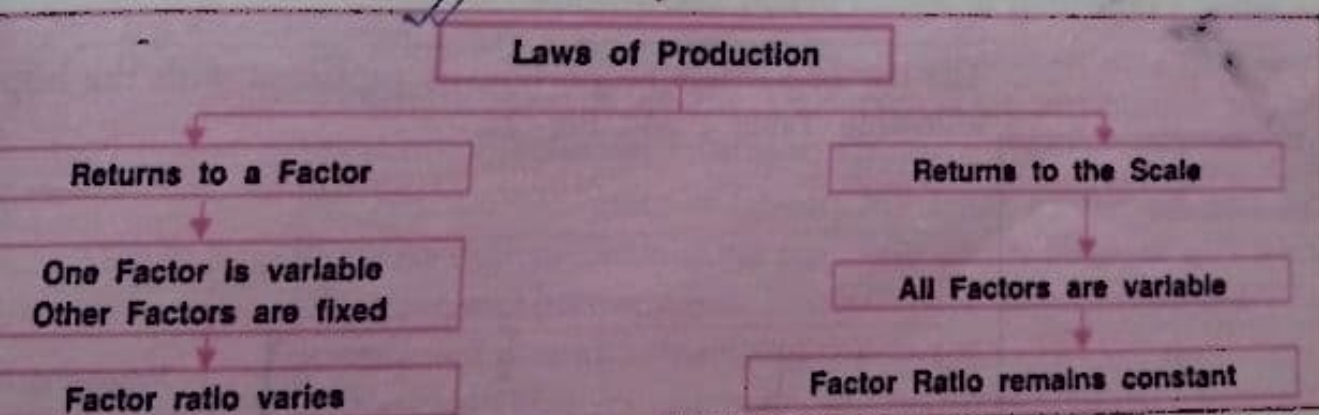 Laws of Production
Returns to a Factor
Returns to the Scale
One Factor is variable
Other Factors are fixed
All Factors are variable
Factor ratio varies
Factor Ratio remains constant